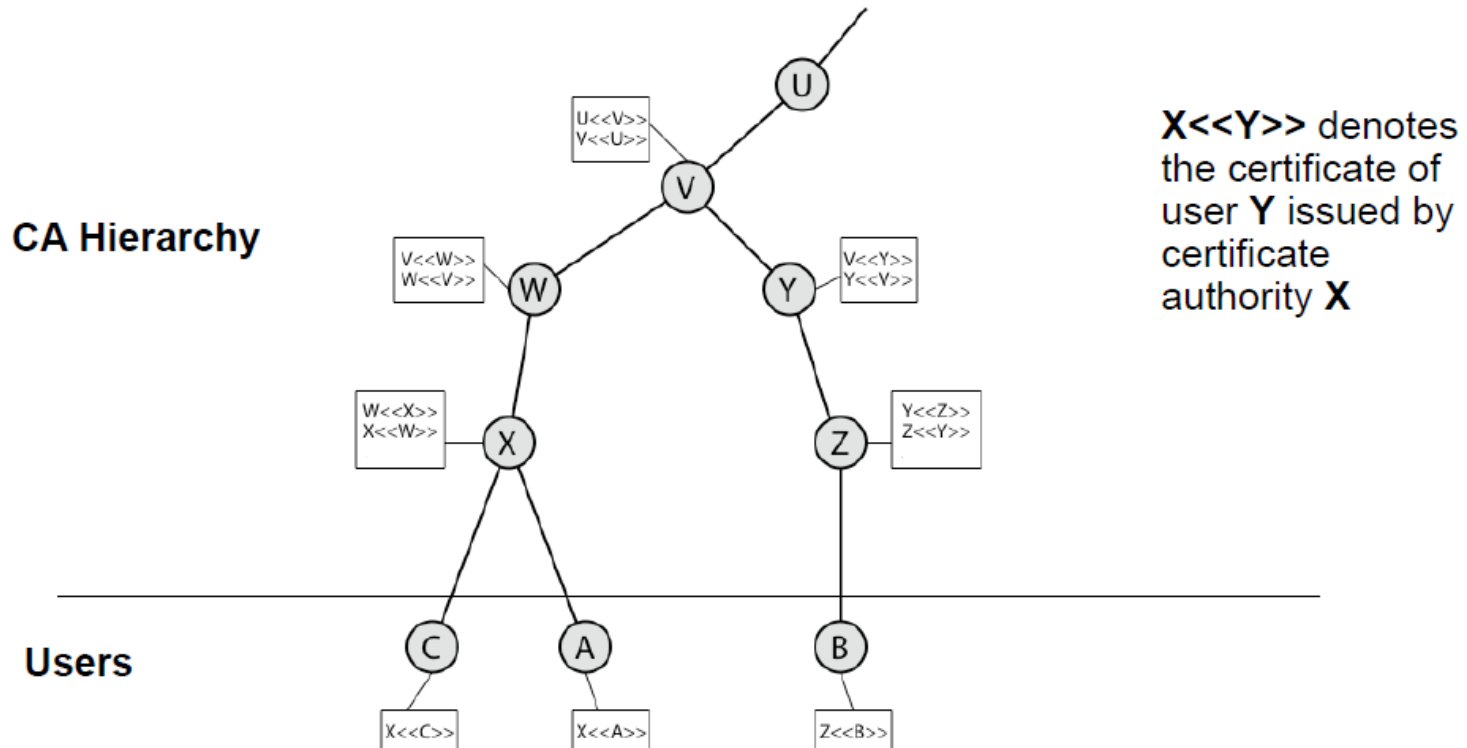 U
U<<V>>
V<<U>>
X<<Y>> denotes
the certificate of
user Y issued by
certificate
authority X
V
CA Hierarchy
V<<W>>
W<<V>>
W
Y
V<<Y>>
Y<<Y>>
W<<X>>
X<<W>>
X
Z
Y<<Z>>
Z<<Y>>
Users
C
A
B
X<<C>>
X<<A>>
Z<<B>>